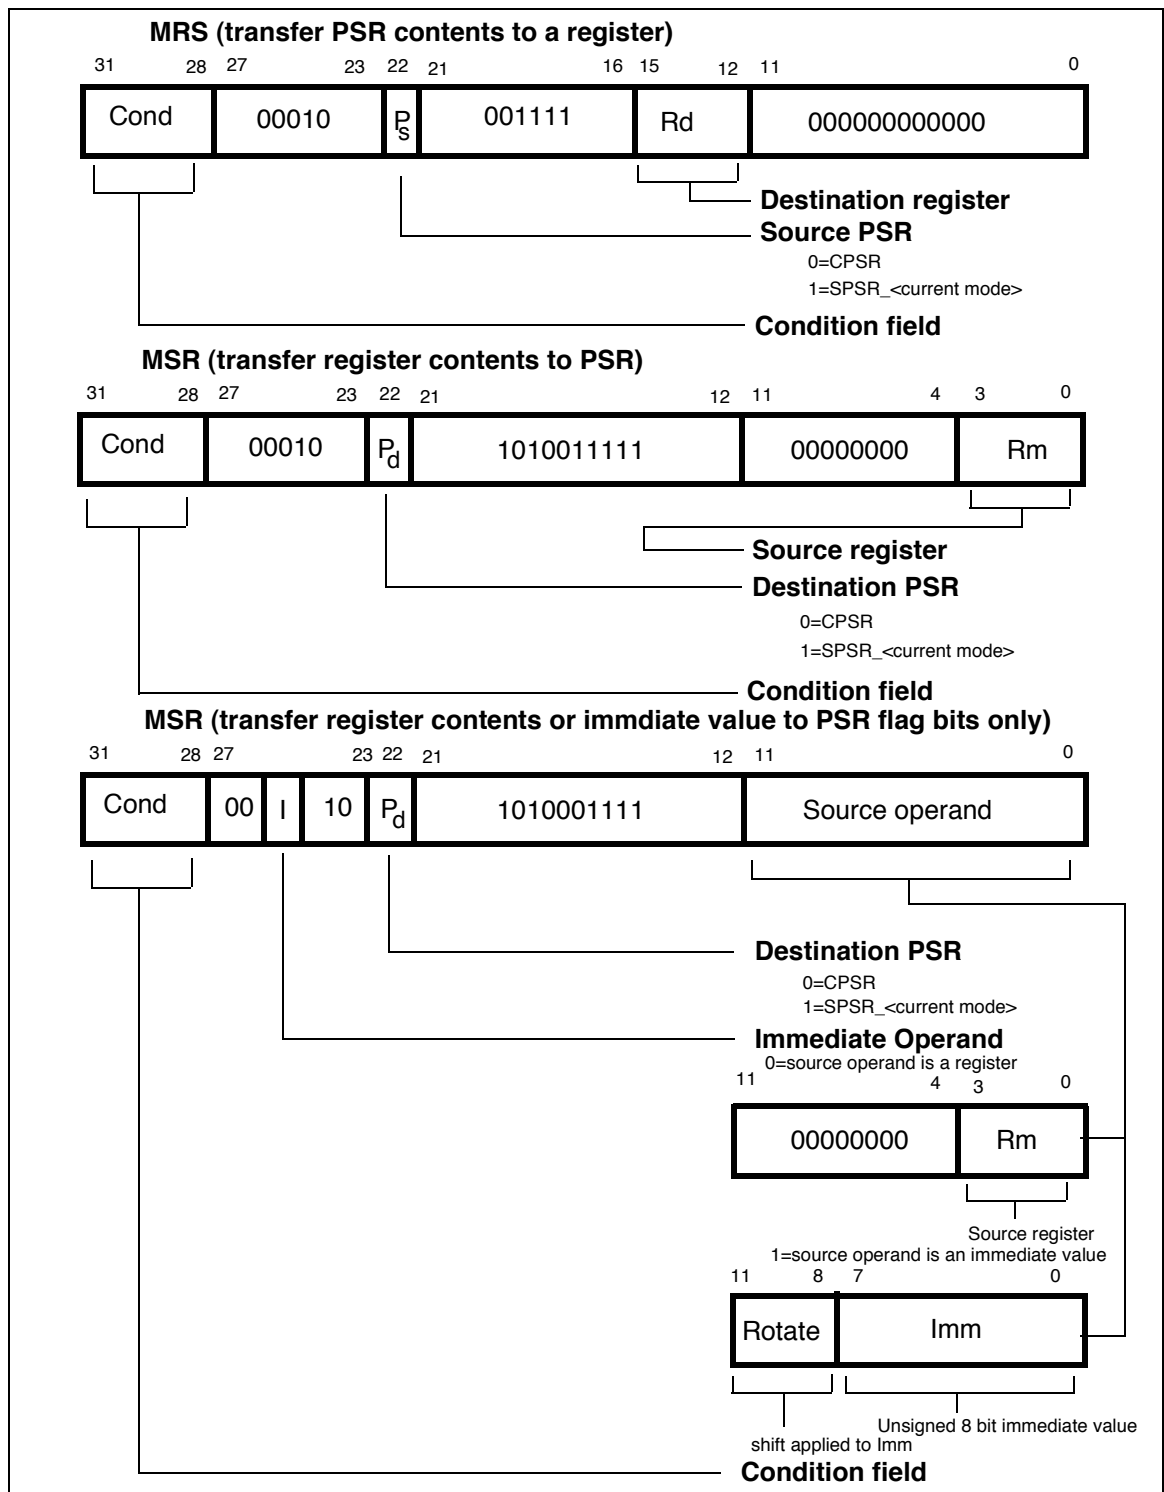 MRS (transfer PSR contents to a register)
31 28 27 23 22 21 16 15 12 11 0
Cond 00010 Ps 001111 Rd 000000000000
Destination register
Source PSR
0=CPSR
1=SPSR_<current mode>
Condition field
MSR (transfer register contents to PSR)
31 28 27 23 22 21 12 11 4 3 0
Cond 00010 Pd 1010011111 00000000 Rm
Source register
Destination PSR
0=CPSR
1=SPSR_<current mode>
Condition field
MSR (transfer register contents or immdiate value to PSR flag bits only)
31 28 27 23 22 21 12 11 0
Cond 00 I 10 Pd 1010001111 Source operand
Destination PSR
0=CPSR
1=SPSR_<current mode>
Immediate Operand
0=source operand is a register
11 4 3 0
00000000 Rm
Source register
1=source operand is an immediate value
11 8 7 0
Rotate Imm
Unsigned 8 bit immediate value
shift applied to Imm
Condition field